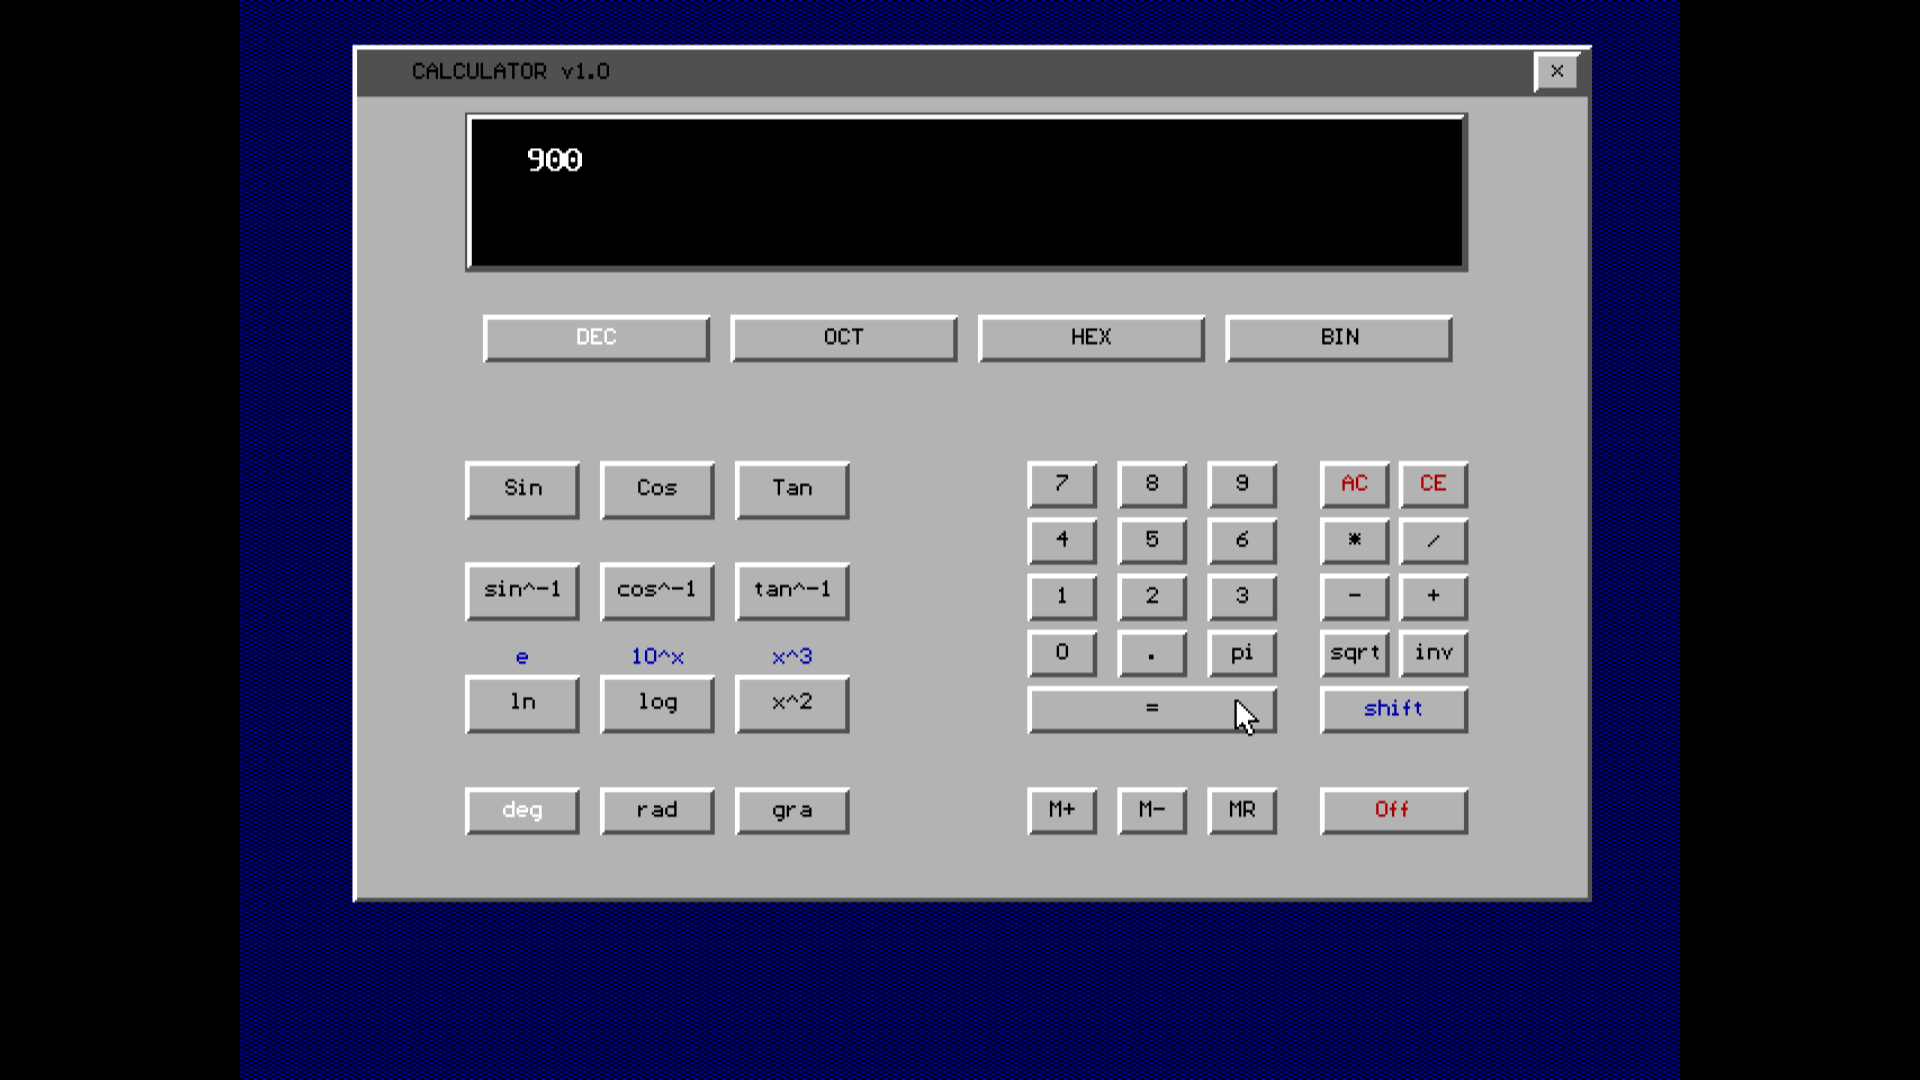 CALCULATOR v1.0 ×
900
DEC OCT HEX BIN
Sin Cos Tan 7 8 9 AC CE
4 5 6 * /
sin^-1 cos^-1 tan^-1 1 2 3 - +
e 10^x x^3 0 . pi sqrt inv
ln log x^2 = shift
deg rad gra M+ M- MR Off